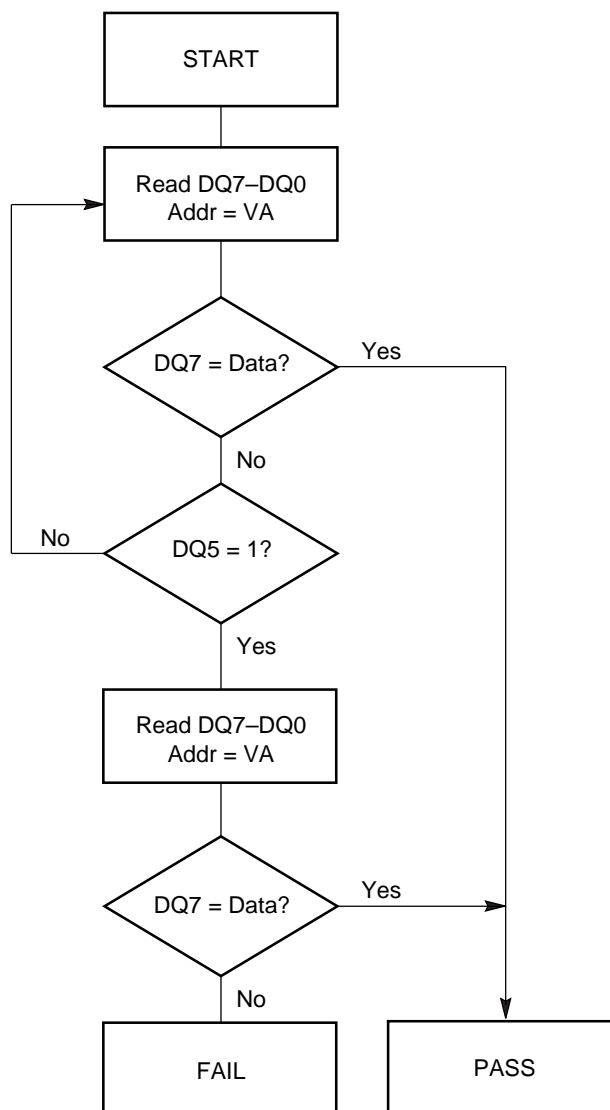 START
Read DQ7–DQ0
Addr = VA
DQ7 = Data?
Yes
No
No
DQ5 = 1?
Yes
Read DQ7–DQ0
Addr = VA
DQ7 = Data?
Yes
No
FAIL
PASS